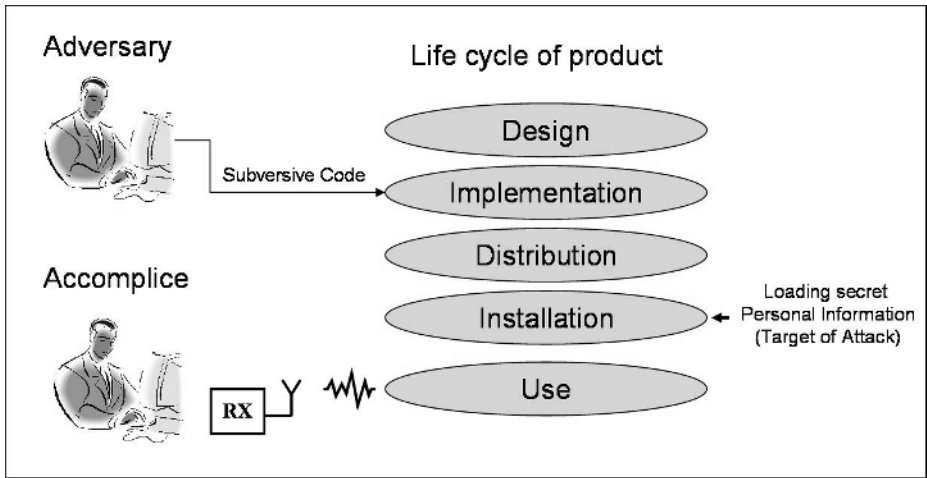 Adversary
Life cycle of product
Design
Subversive Code
Implementation
Distribution
Accomplice
Installation
Loading secret
Personal Information
(Target of Attack)
RX
Use